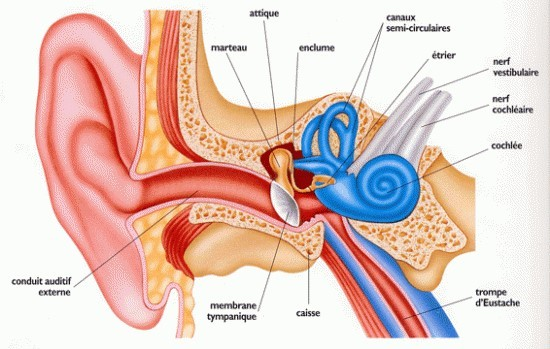 attique
canaux
semi-circulaires
marteau
enclume
étrier
nerf
vestibulaire
nerf
cochléaire
cochlée
conduit auditif
externe
membrane
tympanique
caisse
trompe
d'Eustache